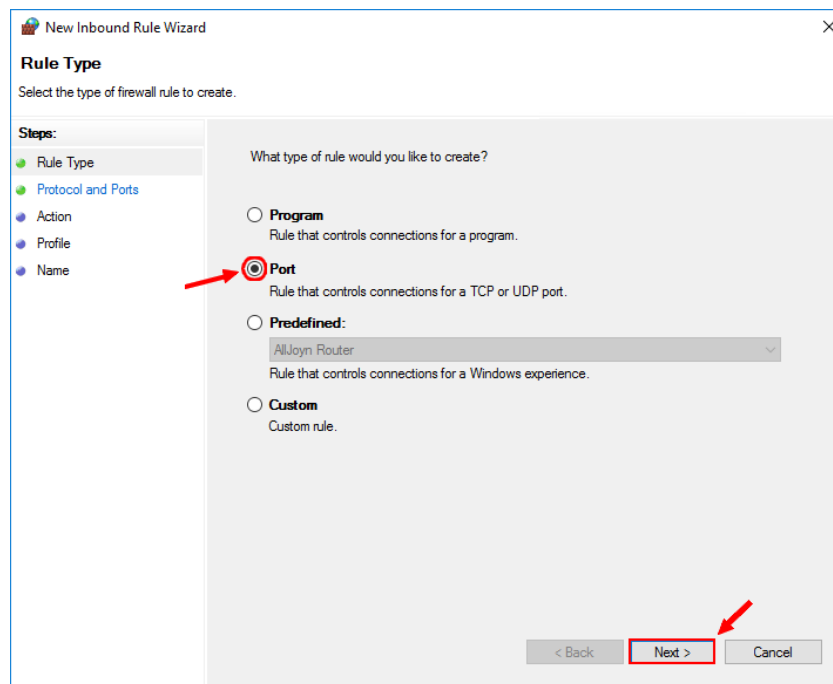 New Inbound Rule Wizard
Rule Type
Select the type of firewall rule to create.
Steps:
Rule Type
Protocol and Ports
Action
Profile
Name
What type of rule would you like to create?
Program
Rule that controls connections for a program.
Port
Rule that controls connections for a TCP or UDP port.
Predefined:
AllJoyn Router
Rule that controls connections for a Windows experience.
Custom
Custom rule.
< Back Next > Cancel